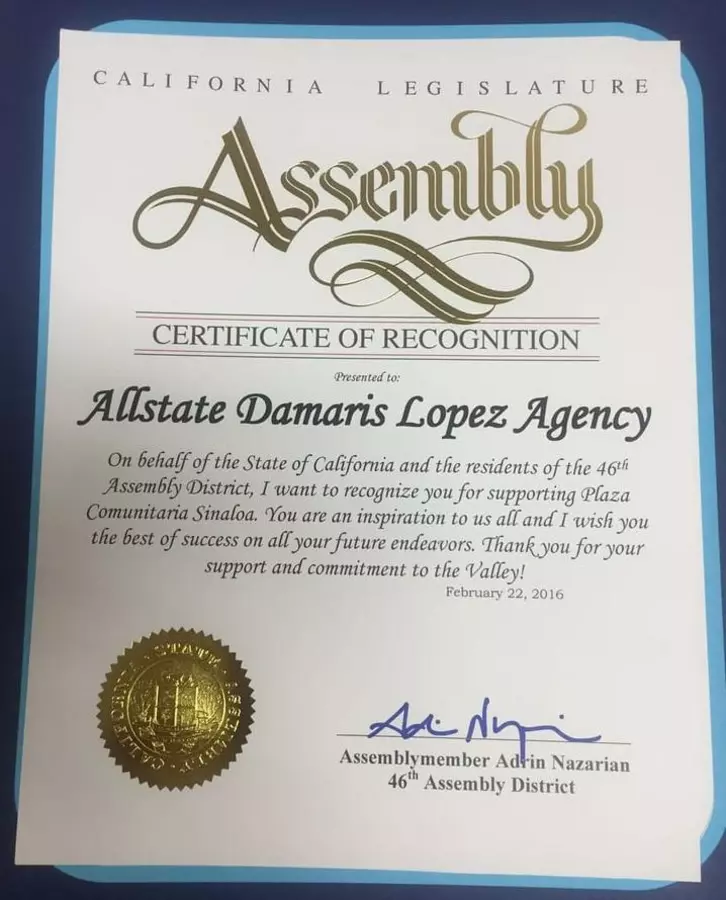 CALIFORNIA LEGISLATURE
Assembly
CERTIFICATE OF RECOGNITION
Presented to:
Allstate Damaris Lopez Agency
On behalf of the State of California and the residents of the 46th
Assembly District, I want to recognize you for supporting Plaza
Comunitaria Sinaloa. You are an inspiration to us all and I wish you
the best of success on all your future endeavors. Thank you for your
support and commitment to the Valley!
February 22, 2016
CALIFORNIA STATE ASSEMBLY
Assemblymember Adrin Nazarian
46th Assembly District